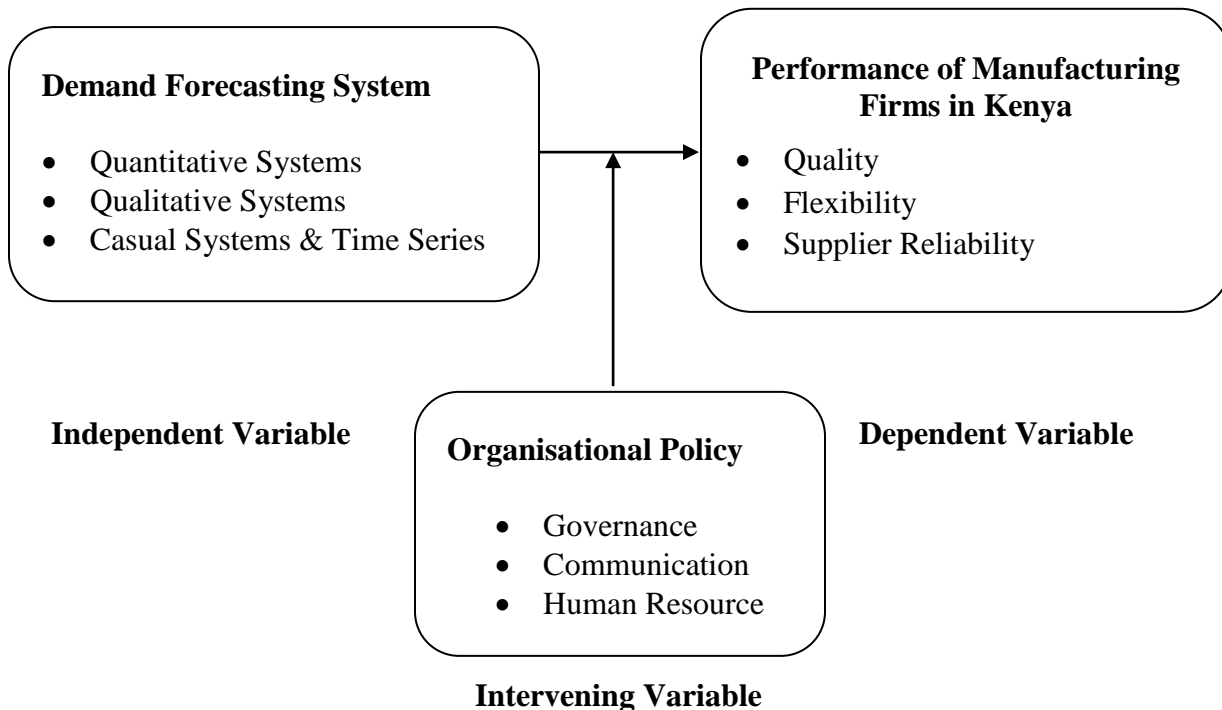 Demand Forecasting System
• Quantitative Systems
• Qualitative Systems
• Casual Systems & Time Series
Performance of Manufacturing
Firms in Kenya
• Quality
• Flexibility
• Supplier Reliability
Independent Variable
Organisational Policy
• Governance
• Communication
• Human Resource
Dependent Variable
Intervening Variable